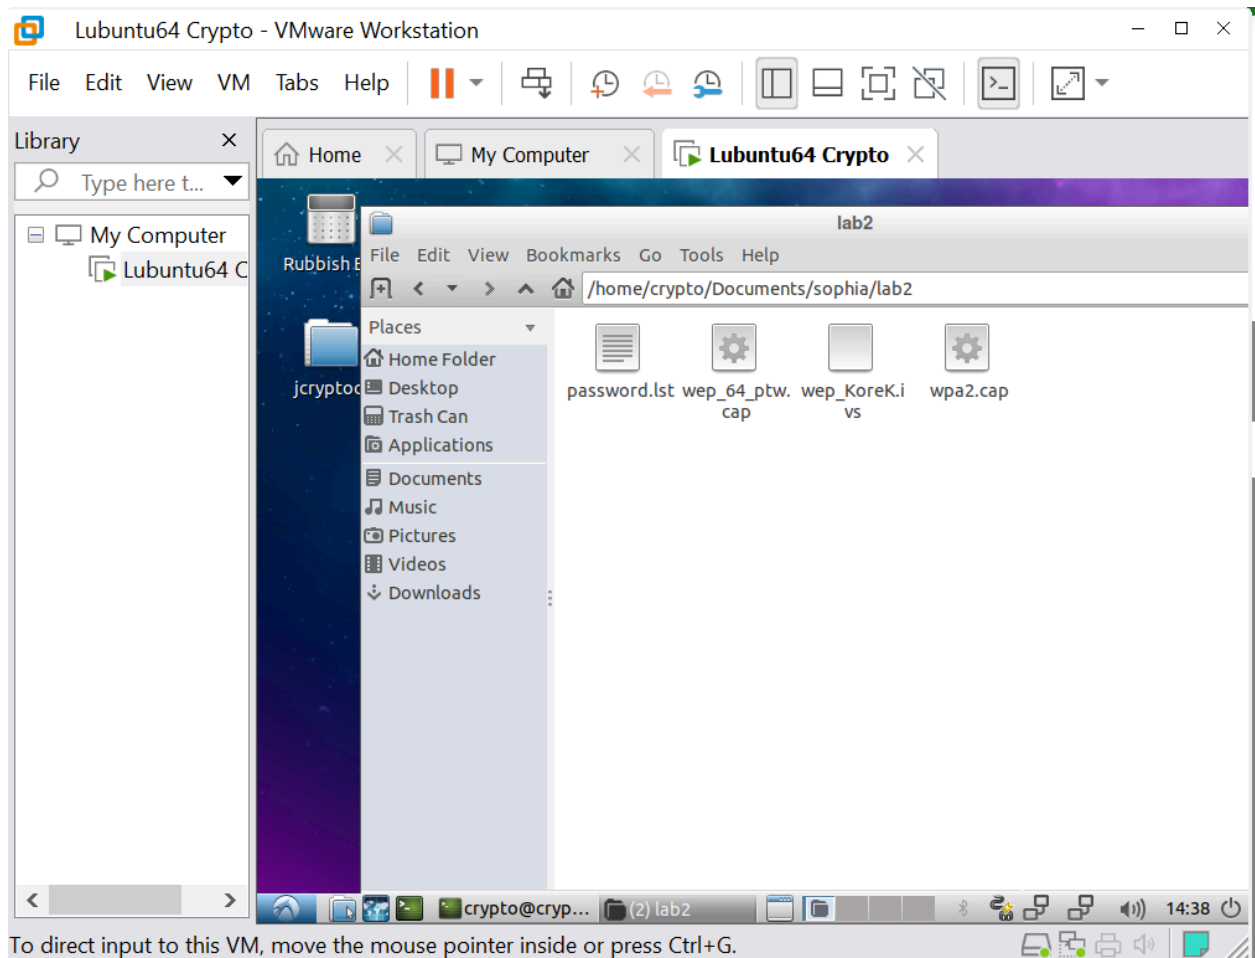 Lubuntu64 Crypto - VMware Workstation
File Edit View VM Tabs Help
Library
Type here t...
My Computer
Lubuntu64 C
Home
My Computer
Lubuntu64 Crypto
Rubbish
jcryptoo
lab2
File Edit View Bookmarks Go Tools Help
/home/crypto/Documents/sophia/lab2
Places
Home Folder
Desktop
Trash Can
Applications
Documents
Music
Pictures
Videos
Downloads
password.lst
wep_64_ptw.
cap
wep_KoreK.i
vs
wpa2.cap
crypto@cryp...
(2) lab2
14:38
To direct input to this VM, move the mouse pointer inside or press Ctrl+G.